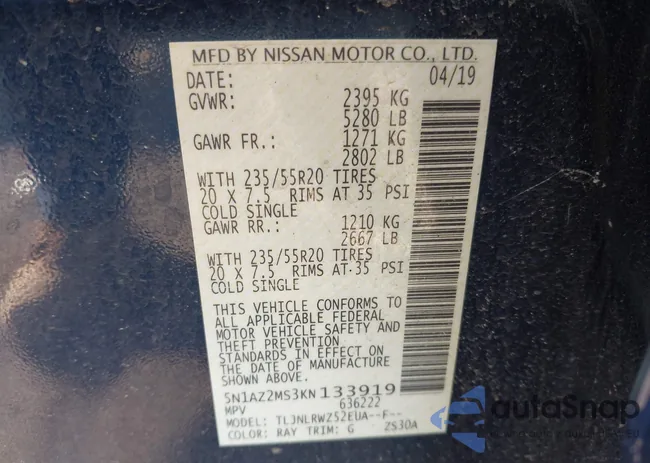 MFD BY NISSAN MOTOR CO., LTD.
DATE: 04/19
GVWR: 2395 KG
5280 LB
GAWR FR.: 1271 KG
2802 LB
WITH 235/55R20 TIRES
20 X 7.5 RIMS AT 35 PSI
COLD SINGLE
GAWR RR.: 1210 KG
2667 LB
WITH 235/55R20 TIRES
20 X 7.5 RIMS AT 35 PSI
COLD SINGLE
THIS VEHICLE CONFORMS TO
ALL APPLICABLE FEDERAL
MOTOR VEHICLE SAFETY AND
THEFT PREVENTION
STANDARDS IN EFFECT ON
THE DATE OF MANUFACTURE
SHOWN ABOVE.
5N1AZ2MS3KN133919
MPV 636222
MODEL: TLJNLRWZ52EUA--F--
COLOR: RAY TRIM: G ZS30A
autoSnap